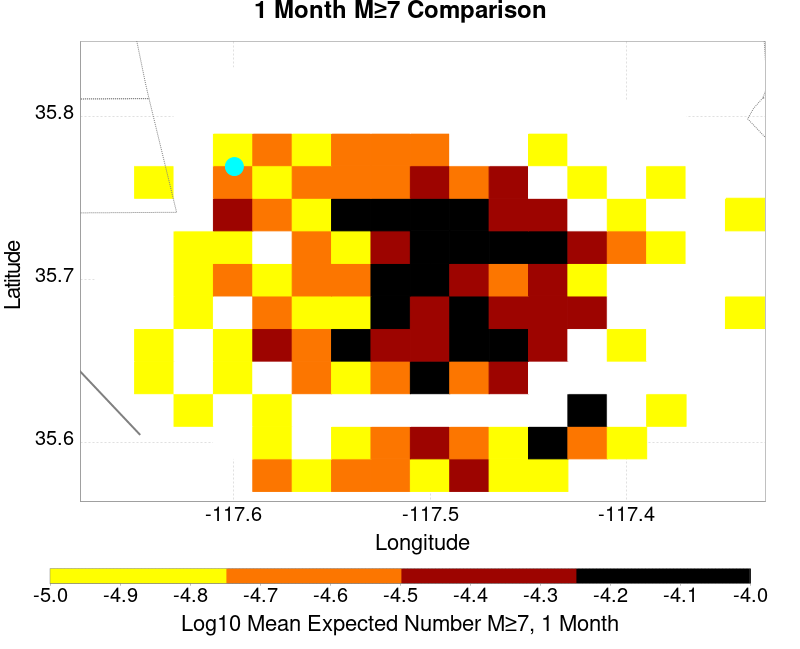 1 Month M≥7 Comparison
35.8
35.7
35.6
Latitude
-117.6 -117.5 -117.4
Longitude
-5.0 -4.9 -4.8 -4.7 -4.6 -4.5 -4.4 -4.3 -4.2 -4.1 -4.0
Log10 Mean Expected Number M≥7, 1 Month